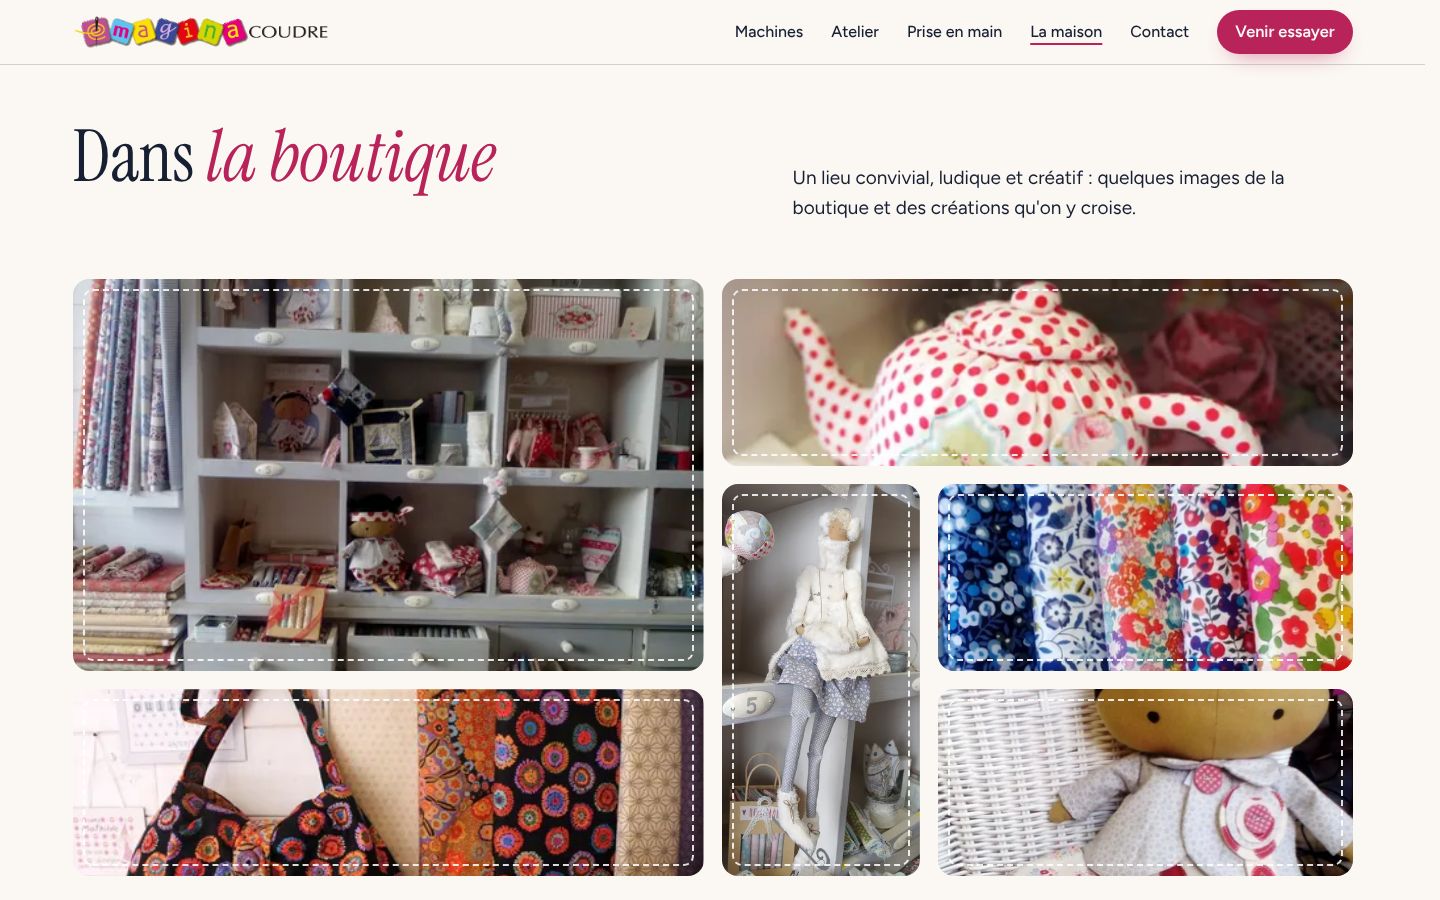 imagina COUDRE
Machines
Atelier
Prise en main
La maison
Contact
Venir essayer
Dans la boutique
Un lieu convivial, ludique et créatif : quelques images de la
boutique et des créations qu'on y croise.
5